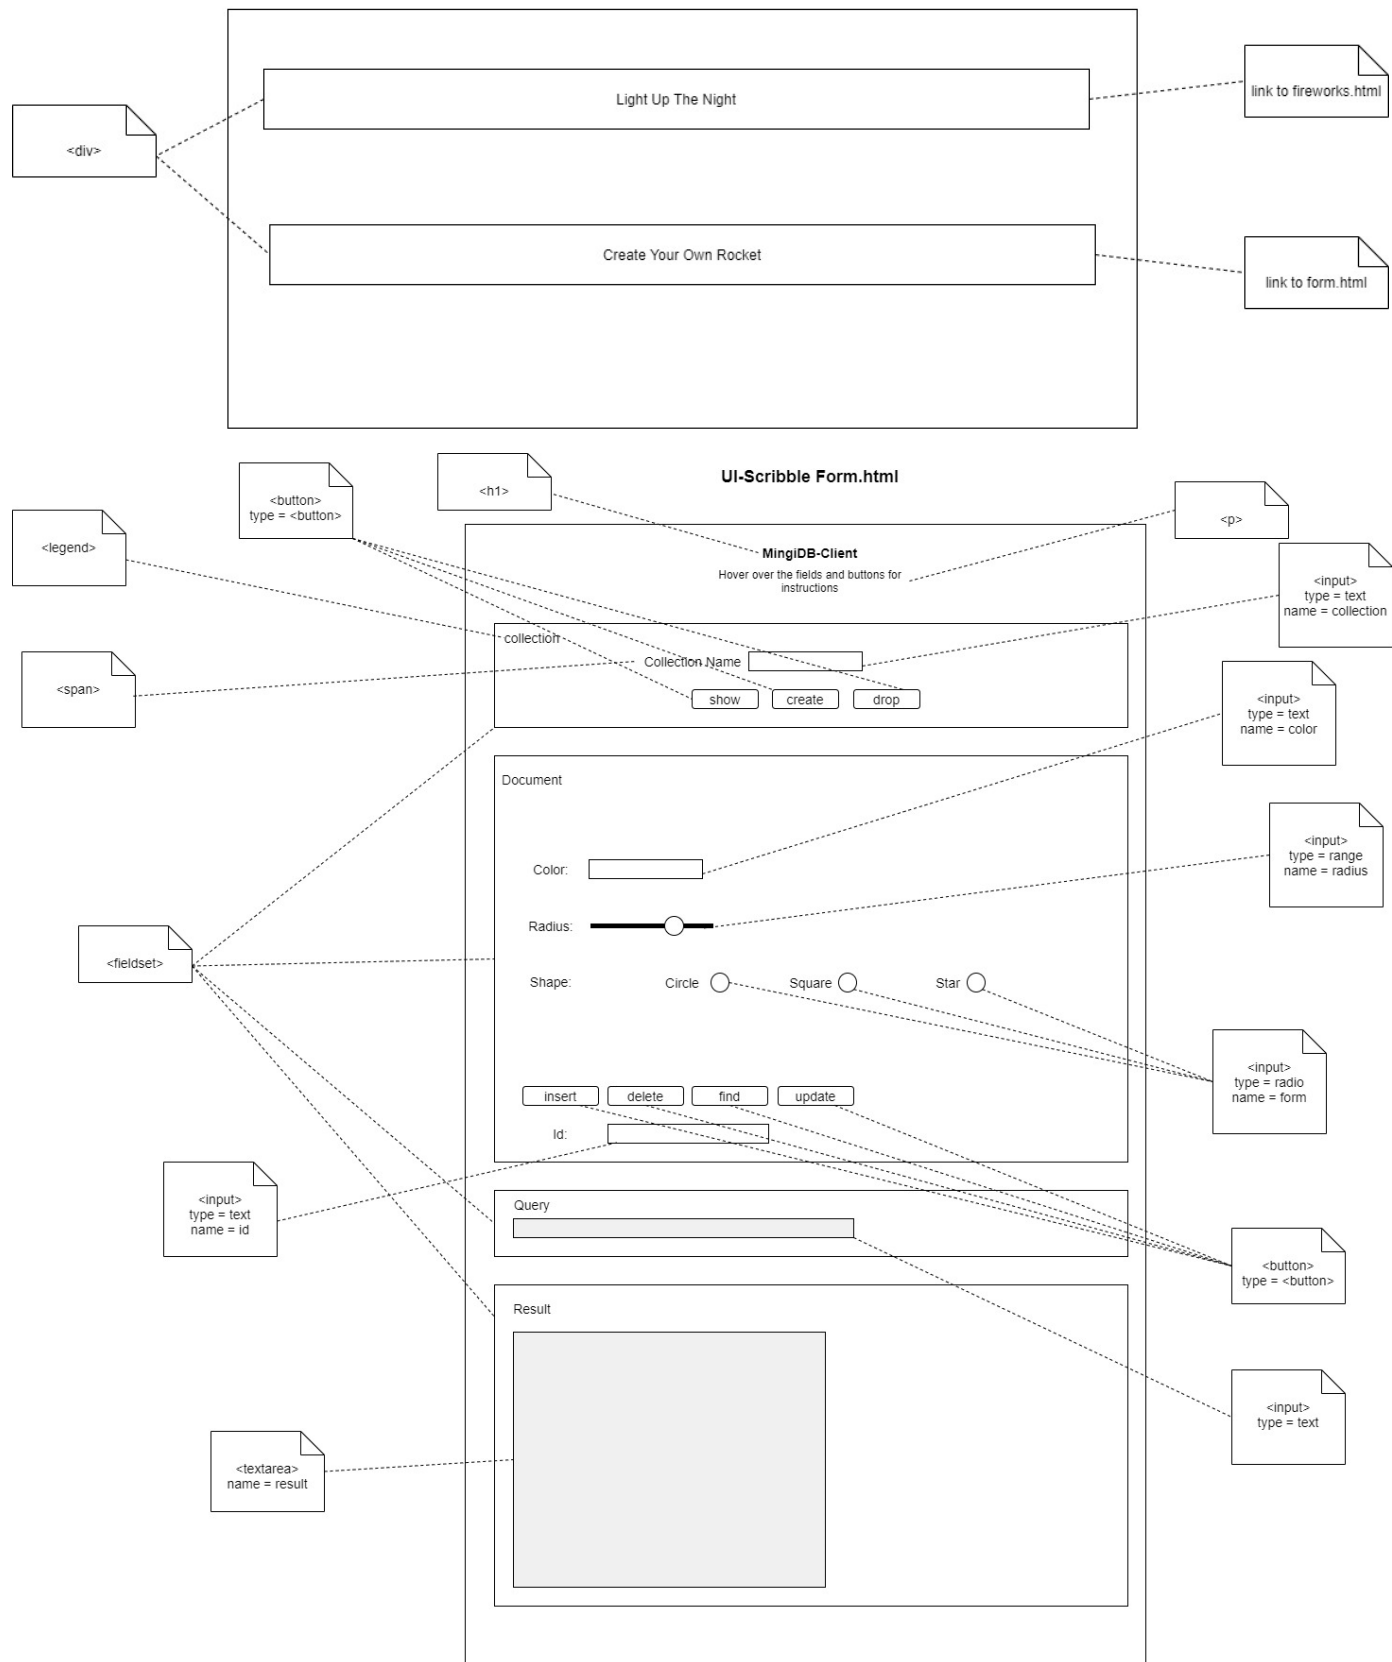 Light Up The Night
link to fireworks.html
<div>
Create Your Own Rocket
link to form.html
UI-Scribble Form.html
<h1>
<button>
type = <button>
<p>
<legend>
MingiDB-Client
Hover over the fields and buttons for
instructions
<input>
type = text
name = collection
collection
Collection Name
<span>
show
create
drop
<input>
type = text
name = color
Document
Color:
<input>
type = range
name = radius
Radius:
<fieldset>
Shape:
Circle
Square
Star
<input>
type = radio
name = form
insert
delete
find
update
Id:
<input>
type = text
name = id
Query
<button>
type = <button>
Result
<input>
type = text
<textarea>
name = result